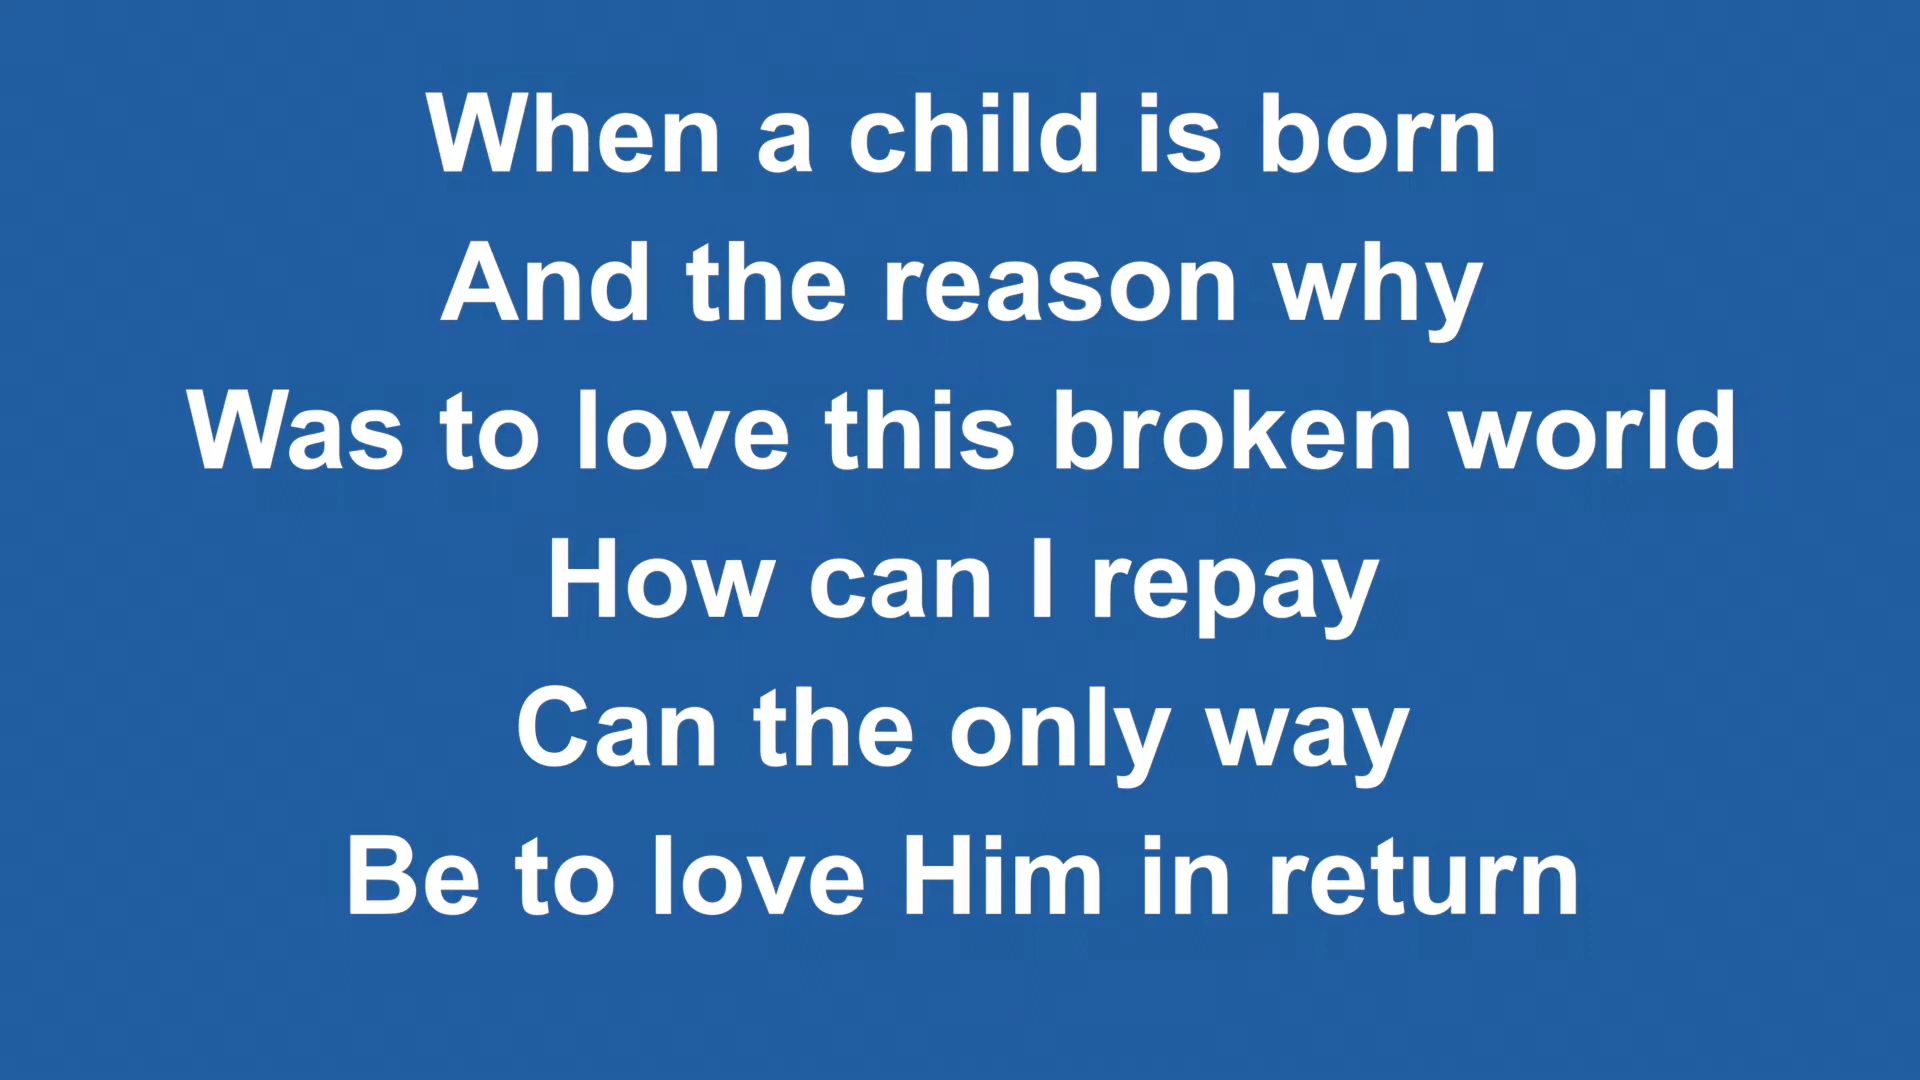 When a child is born
And the reason why
Was to love this broken world
How can I repay
Can the only way
Be to love Him in return